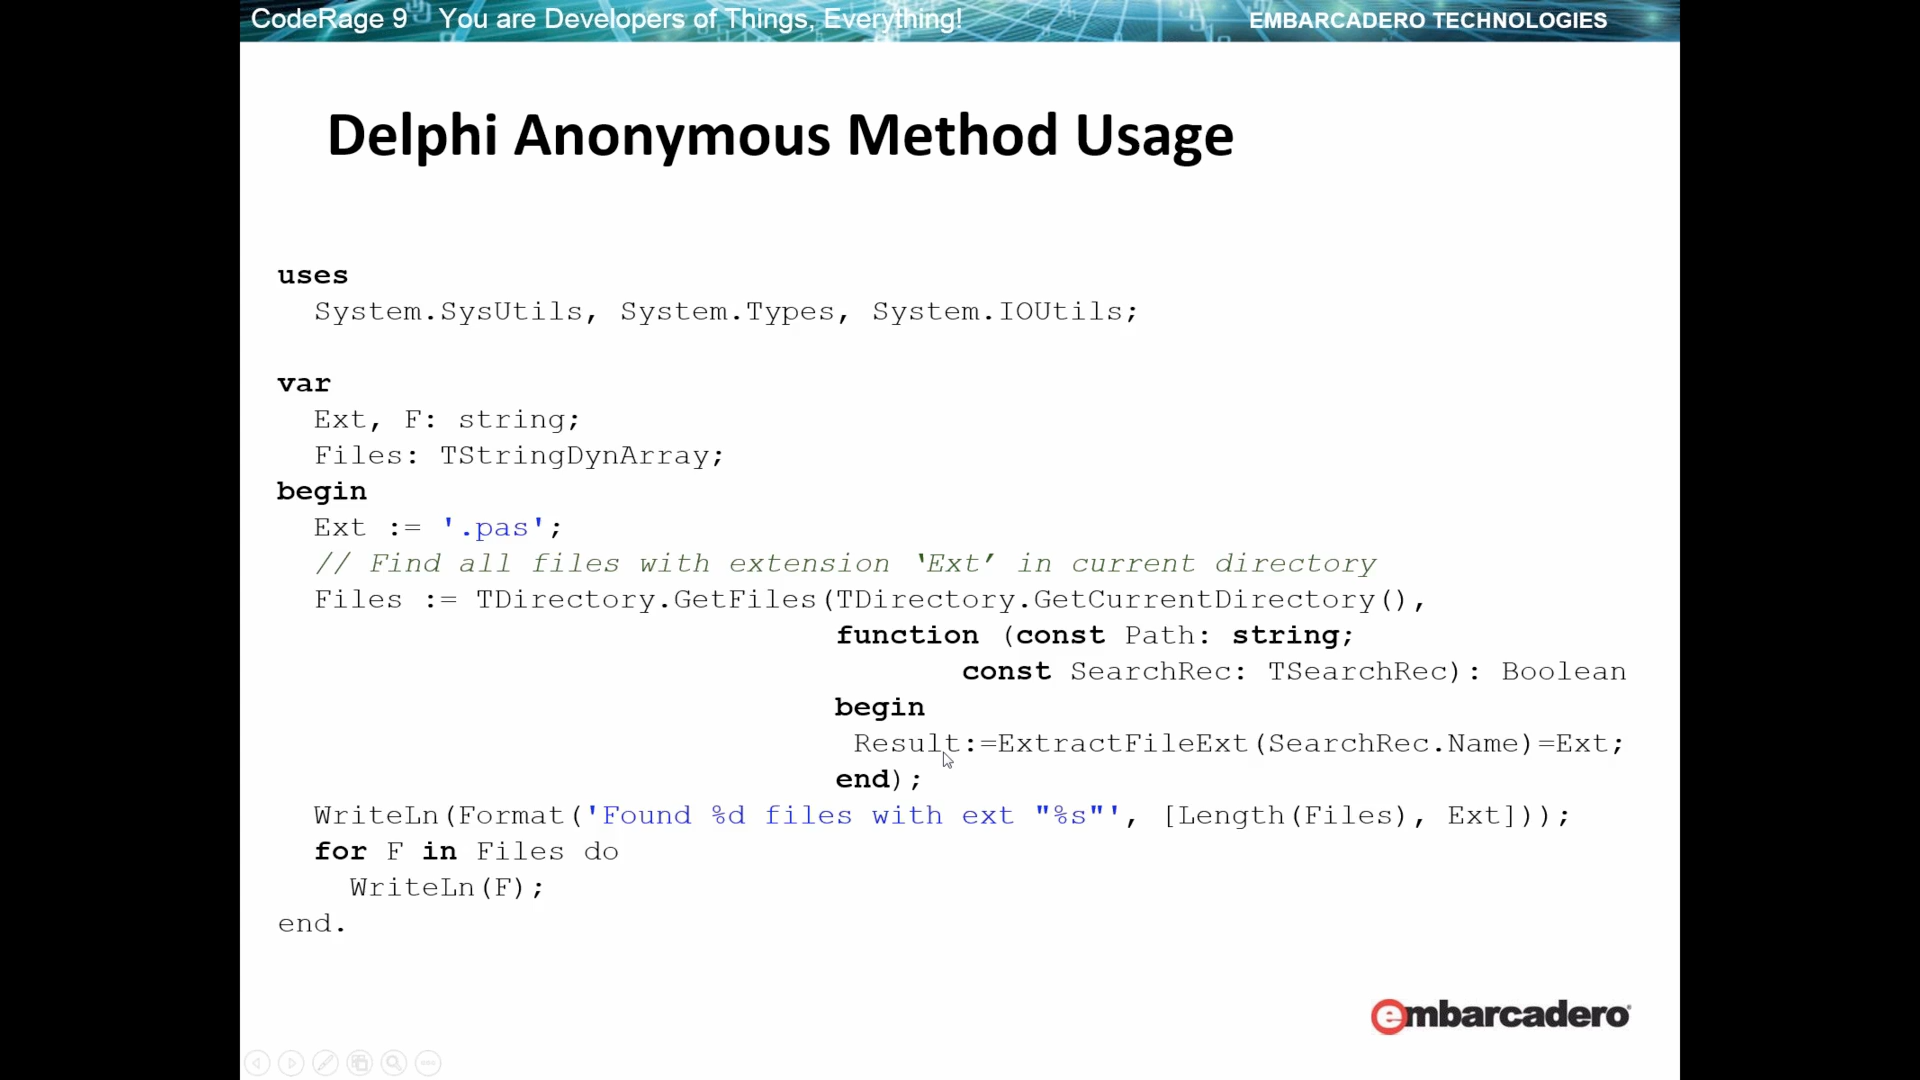 CodeRage 9 You are Developers of Things, Everything! EMBARCADERO TECHNOLOGIES
Delphi Anonymous Method Usage
uses
System.SysUtils, System.Types, System.IOUtils;
var
Ext, F: string;
Files: TStringDynArray;
begin
Ext := '.pas';
// Find all files with extension ‘Ext’ in current directory
Files := TDirectory.GetFiles(TDirectory.GetCurrentDirectory(),
function (const Path: string;
const SearchRec: TSearchRec): Boolean
begin
Result:=ExtractFileExt(SearchRec.Name)=Ext;
end);
WriteLn(Format('Found %d files with ext "%s"', [Length(Files), Ext]));
for F in Files do
WriteLn(F);
end.
embarcadero